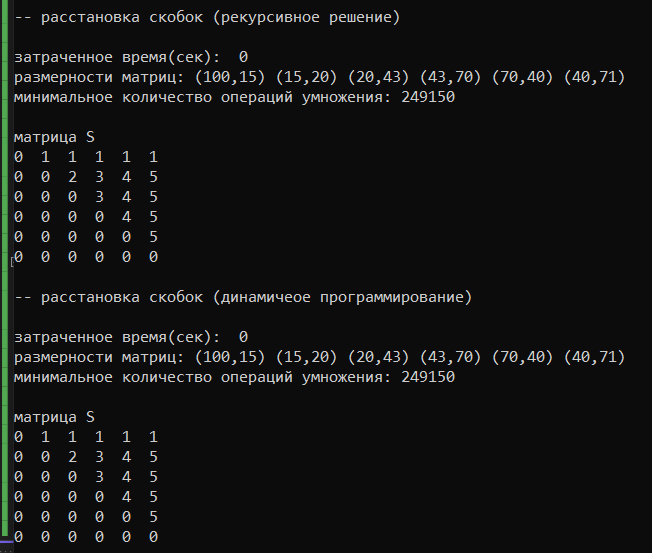 -- расстановка скобок (рекурсивное решение)
затраченное время(сек):  0
размерности матриц: (100,15) (15,20) (20,43) (43,70) (70,40) (40,71)
минимальное количество операций умножения: 249150
матрица S
0  1  1  1  1  1
0  0  2  3  4  5
0  0  0  3  4  5
0  0  0  0  4  5
0  0  0  0  0  5
0  0  0  0  0  0
-- расстановка скобок (динамичеое программирование)
затраченное время(сек):  0
размерности матриц: (100,15) (15,20) (20,43) (43,70) (70,40) (40,71)
минимальное количество операций умножения: 249150
матрица S
0  1  1  1  1  1
0  0  2  3  4  5
0  0  0  3  4  5
0  0  0  0  4  5
0  0  0  0  0  5
0  0  0  0  0  0